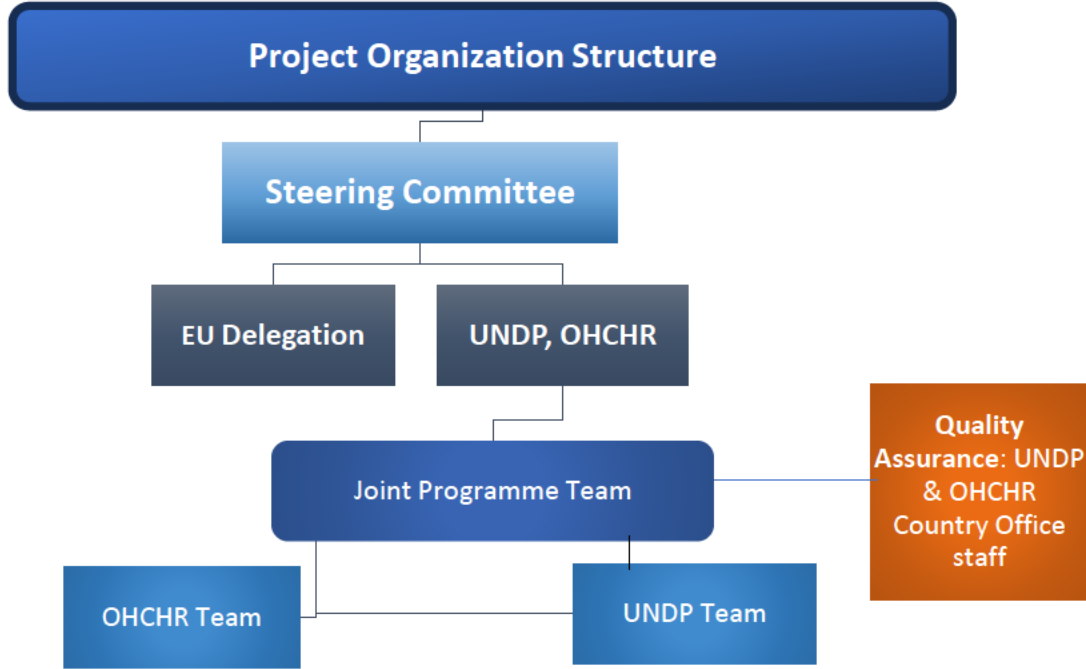 Project Organization Structure
Steering Committee
EU Delegation
UNDP, OHCHR
Joint Programme Team
Quality
Assurance: UNDP
& OHCHR
Country Office
staff
OHCHR Team
UNDP Team